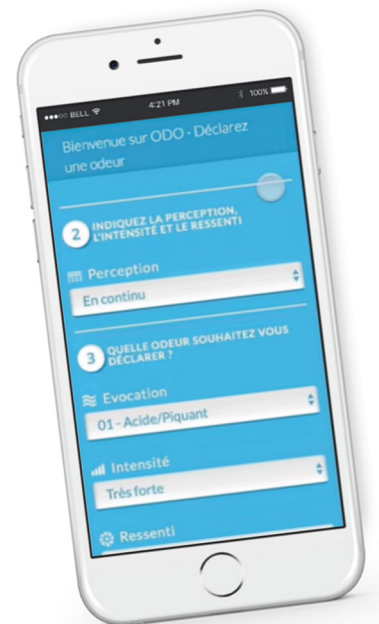 BELL
4:21 PM
100%
Bienvenue sur ODO - Déclarez
une odeur
2
INDIQUEZ LA PERCEPTION,
L'INTENSITÉ ET LE RESSENTI
Perception
En continu
3
QUELLE ODEUR SOUHAITEZ VOUS
DÉCLARER ?
Evocation
01 - Acide/Piquant
Intensité
Très forte
Ressenti